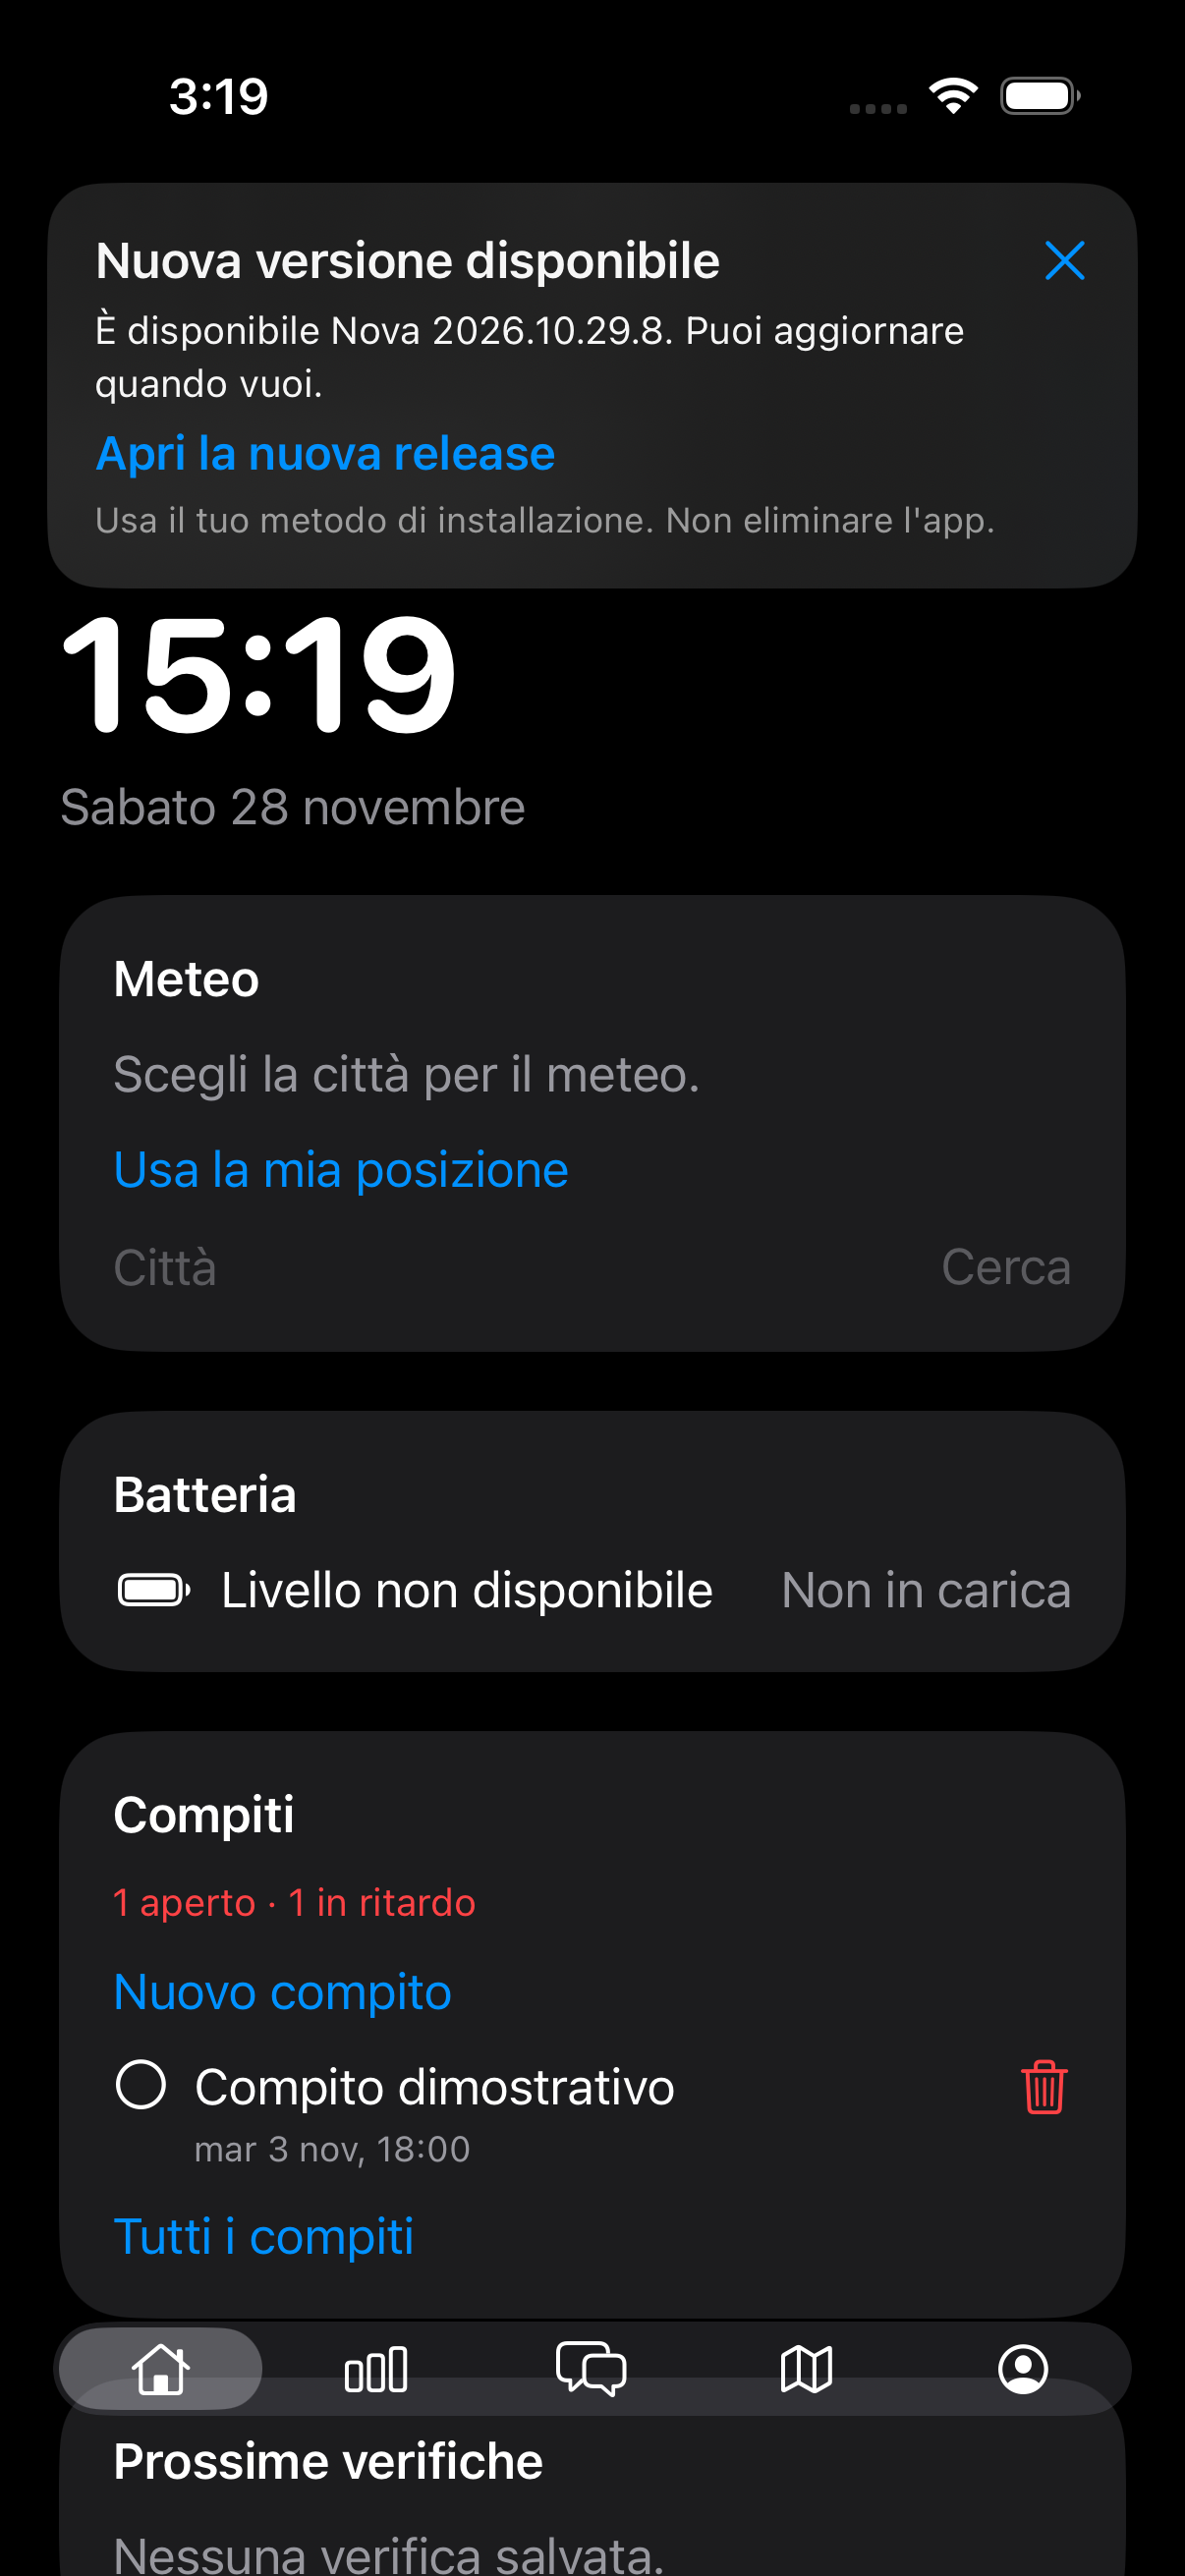 3:19
Nuova versione disponibile
È disponibile Nova 2026.10.29.8. Puoi aggiornare
quando vuoi.
Apri la nuova release
Usa il tuo metodo di installazione. Non eliminare l'app.
15:19
Sabato 28 novembre
Meteo
Scegli la città per il meteo.
Usa la mia posizione
Città Cerca
Batteria
Livello non disponibile Non in carica
Compiti
1 aperto · 1 in ritardo
Nuovo compito
Compito dimostrativo
mar 3 nov, 18:00
Tutti i compiti
Prossime verifiche
Nessuna verifica salvata.